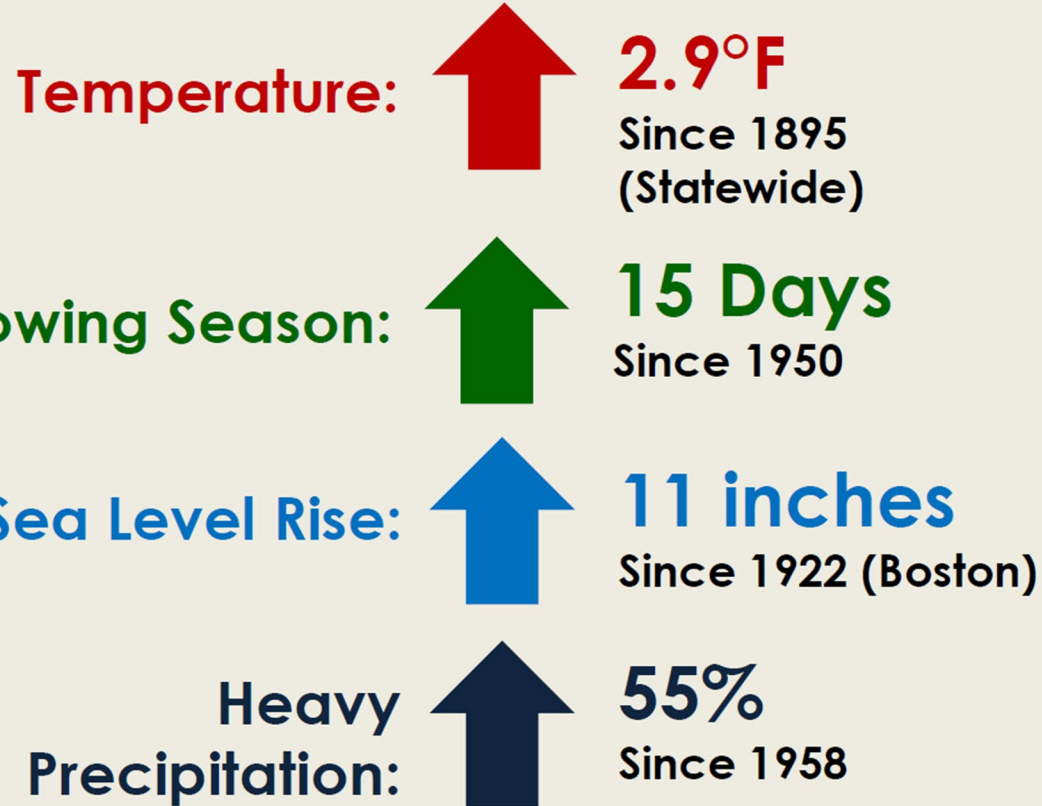 Temperature:
2.9°F
Since 1895
(Statewide)
owing Season:
15 Days
Since 1950
Sea Level Rise:
11 inches
Since 1922 (Boston)
Heavy
Precipitation:
55%
Since 1958